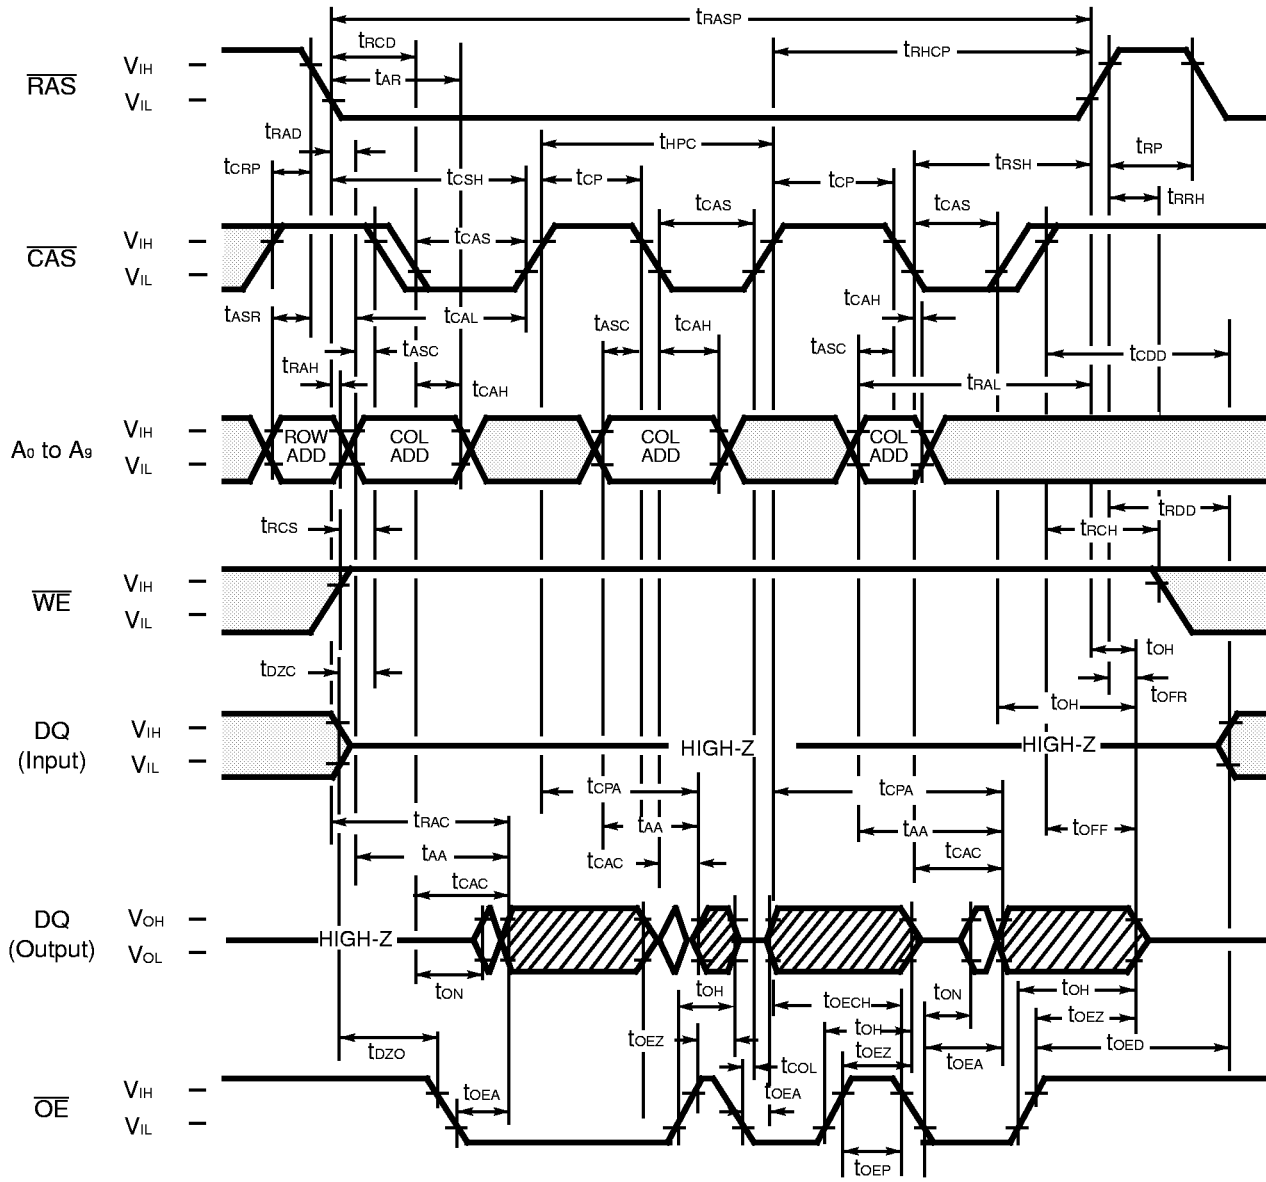 tRASP
tRCD
tRHCP
tAR
RAS
VIH
VIL
tRAD
tHPC
tRP
tCRP
tCSH
tCP
tCP
tRSH
tRRH
tCAS
tCAS
CAS
VIH
VIL
tCAS
tASR
tCAL
tASC
tCAH
tCAH
tRAH
tASC
tASC
tCDD
tCAH
tRAL
A0 to A9
VIH
VIL
ROW ADD
COL ADD
COL ADD
COL ADD
tRCS
tRDD
tRCH
WE
VIH
VIL
tDZC
tOH
tOFR
tOH
DQ (Input)
VIH
VIL
HIGH-Z
HIGH-Z
tCPA
tCPA
tRAC
tAA
tAA
tOFF
tAA
tCAC
tCAC
tCAC
DQ (Output)
VOH
VOL
HIGH-Z
tON
tOH
tOECH
tON
tOH
tDZO
tOEZ
tOH
tOEZ
tOEZ
tCOL
tOEA
tOED
OE
VIH
VIL
tOEA
tOEA
tOEP